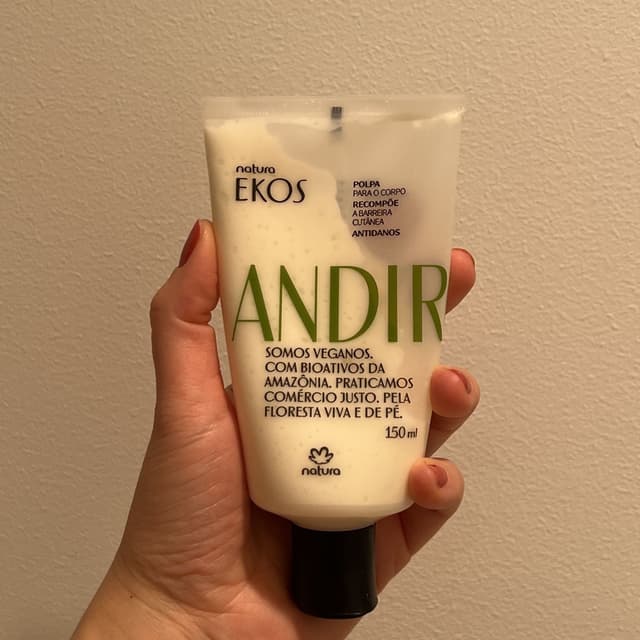 natura
EKOS
POLPA
PARA O CORPO
RECOMPÕE
A BARREIRA
CUTÂNEA
ANTIDANOS
ANDIR
SOMOS VEGANOS.
COM BIOATIVOS DA
AMAZÔNIA. PRATICAMOS
COMÉRCIO JUSTO. PELA
FLORESTA VIVA E DE PÉ.
150 ml
natura